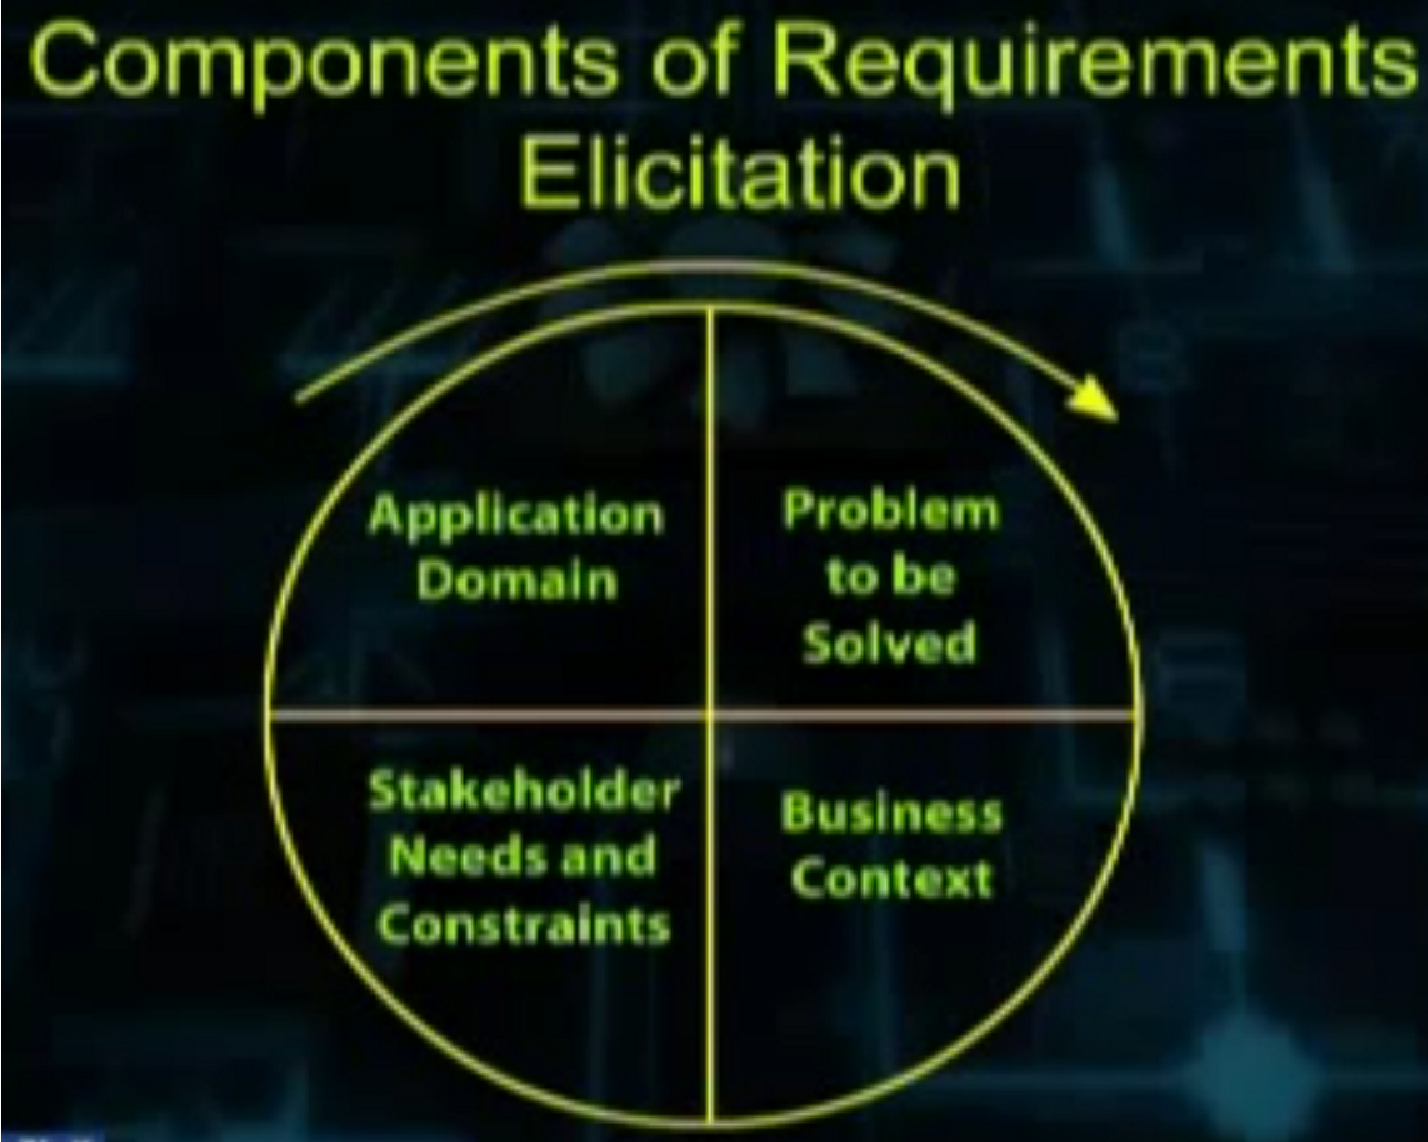 Components of Requirements
Elicitation
Application
Domain
Problem
to be
Solved
Stakeholder
Needs and
Constraints
Business
Context